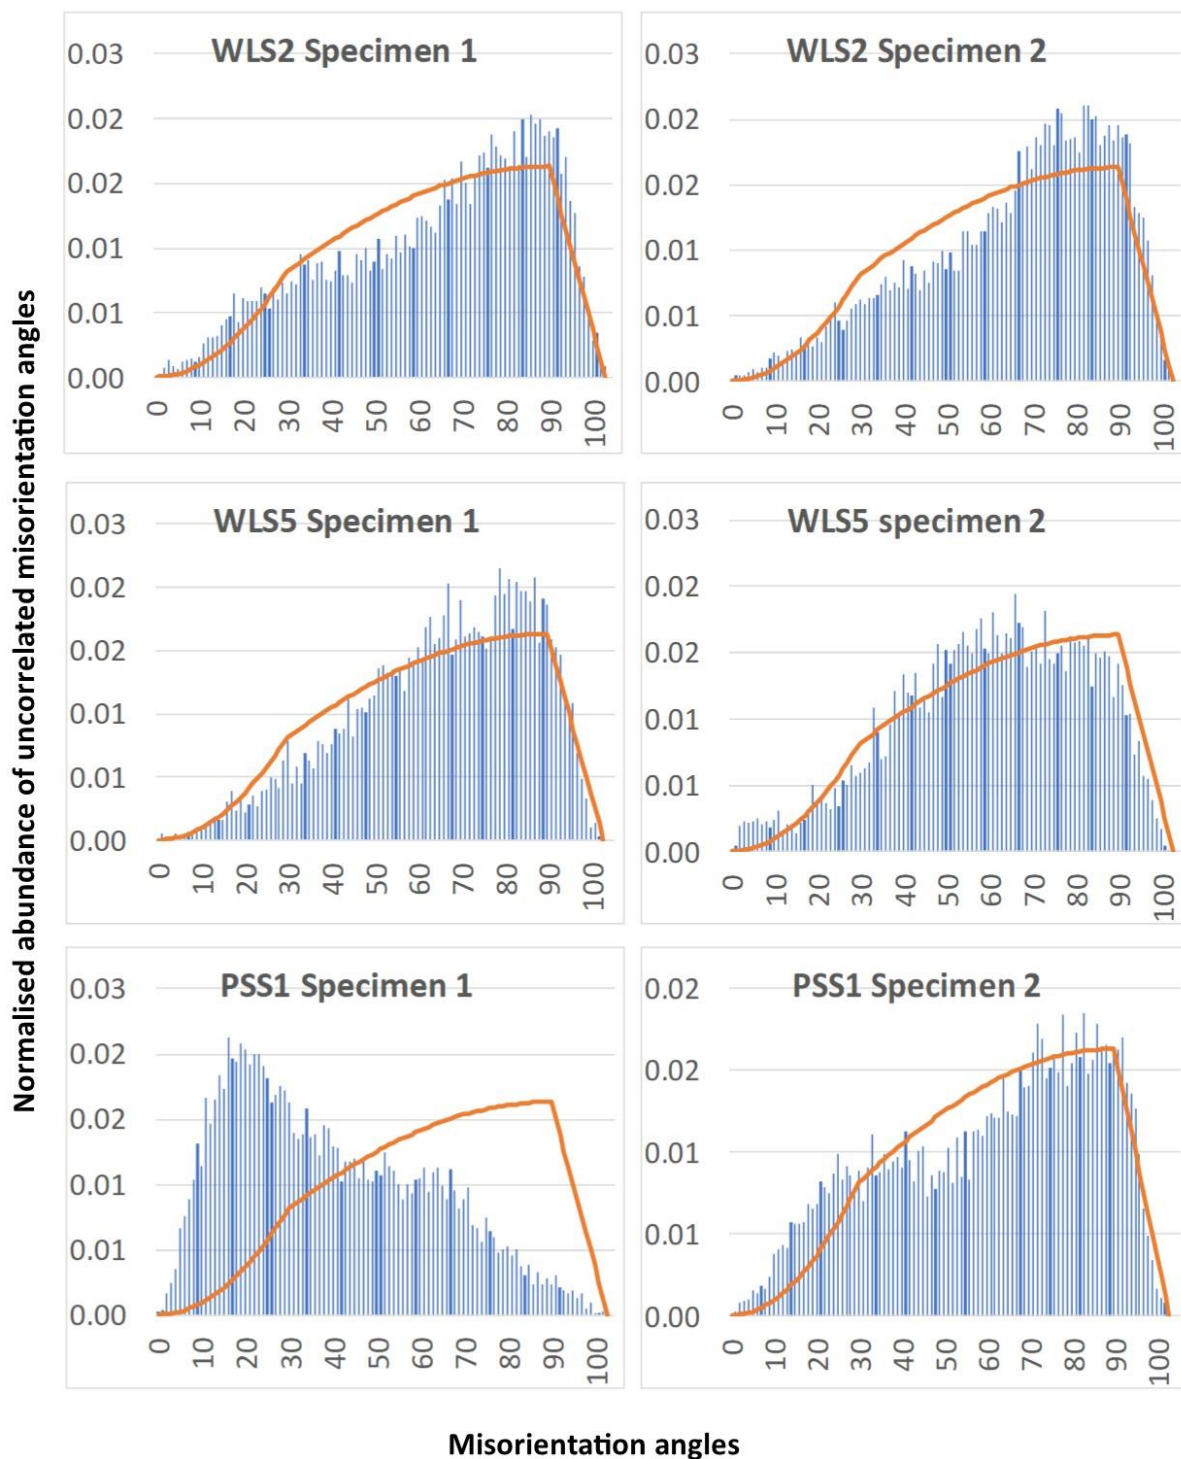 Normalised abundance of uncorrelated misorientation angles
WLS2 Specimen 1
0.03
0.02
0.02
0.01
0.01
0.00
0 10 20 30 40 50 60 70 80 90 100
WLS2 Specimen 2
0.03
0.02
0.02
0.01
0.01
0.00
0 10 20 30 40 50 60 70 80 90 100
WLS5 Specimen 1
0.03
0.02
0.02
0.01
0.01
0.00
0 10 20 30 40 50 60 70 80 90 100
WLS5 specimen 2
0.03
0.02
0.02
0.01
0.01
0.00
0 10 20 30 40 50 60 70 80 90 100
PSS1 Specimen 1
0.03
0.02
0.02
0.01
0.01
0.00
0 10 20 30 40 50 60 70 80 90 100
PSS1 Specimen 2
0.02
0.02
0.01
0.01
0.00
0 10 20 30 40 50 60 70 80 90 100
Misorientation angles